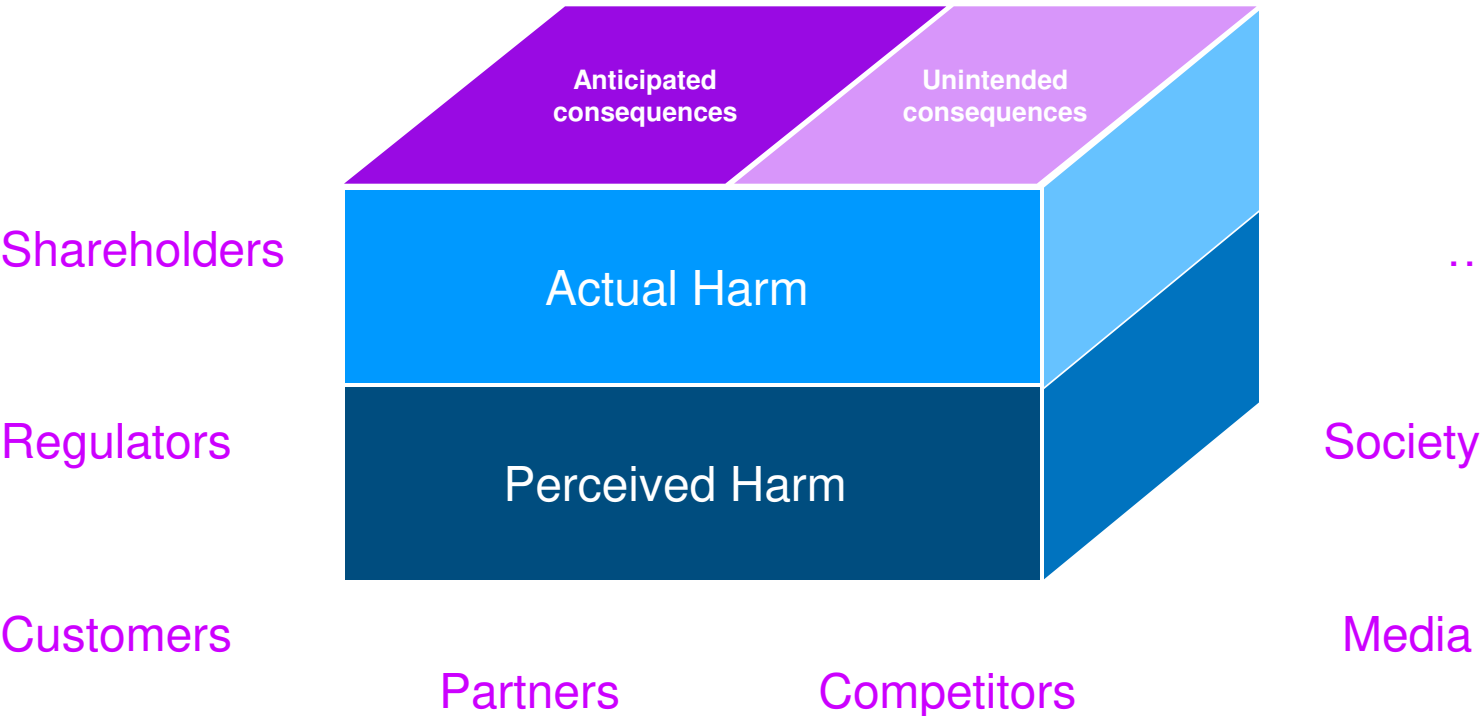 Anticipated
consequences
Unintended
consequences
Shareholders
Actual Harm
..
Regulators
Perceived Harm
Society
Customers
Media
Partners
Competitors